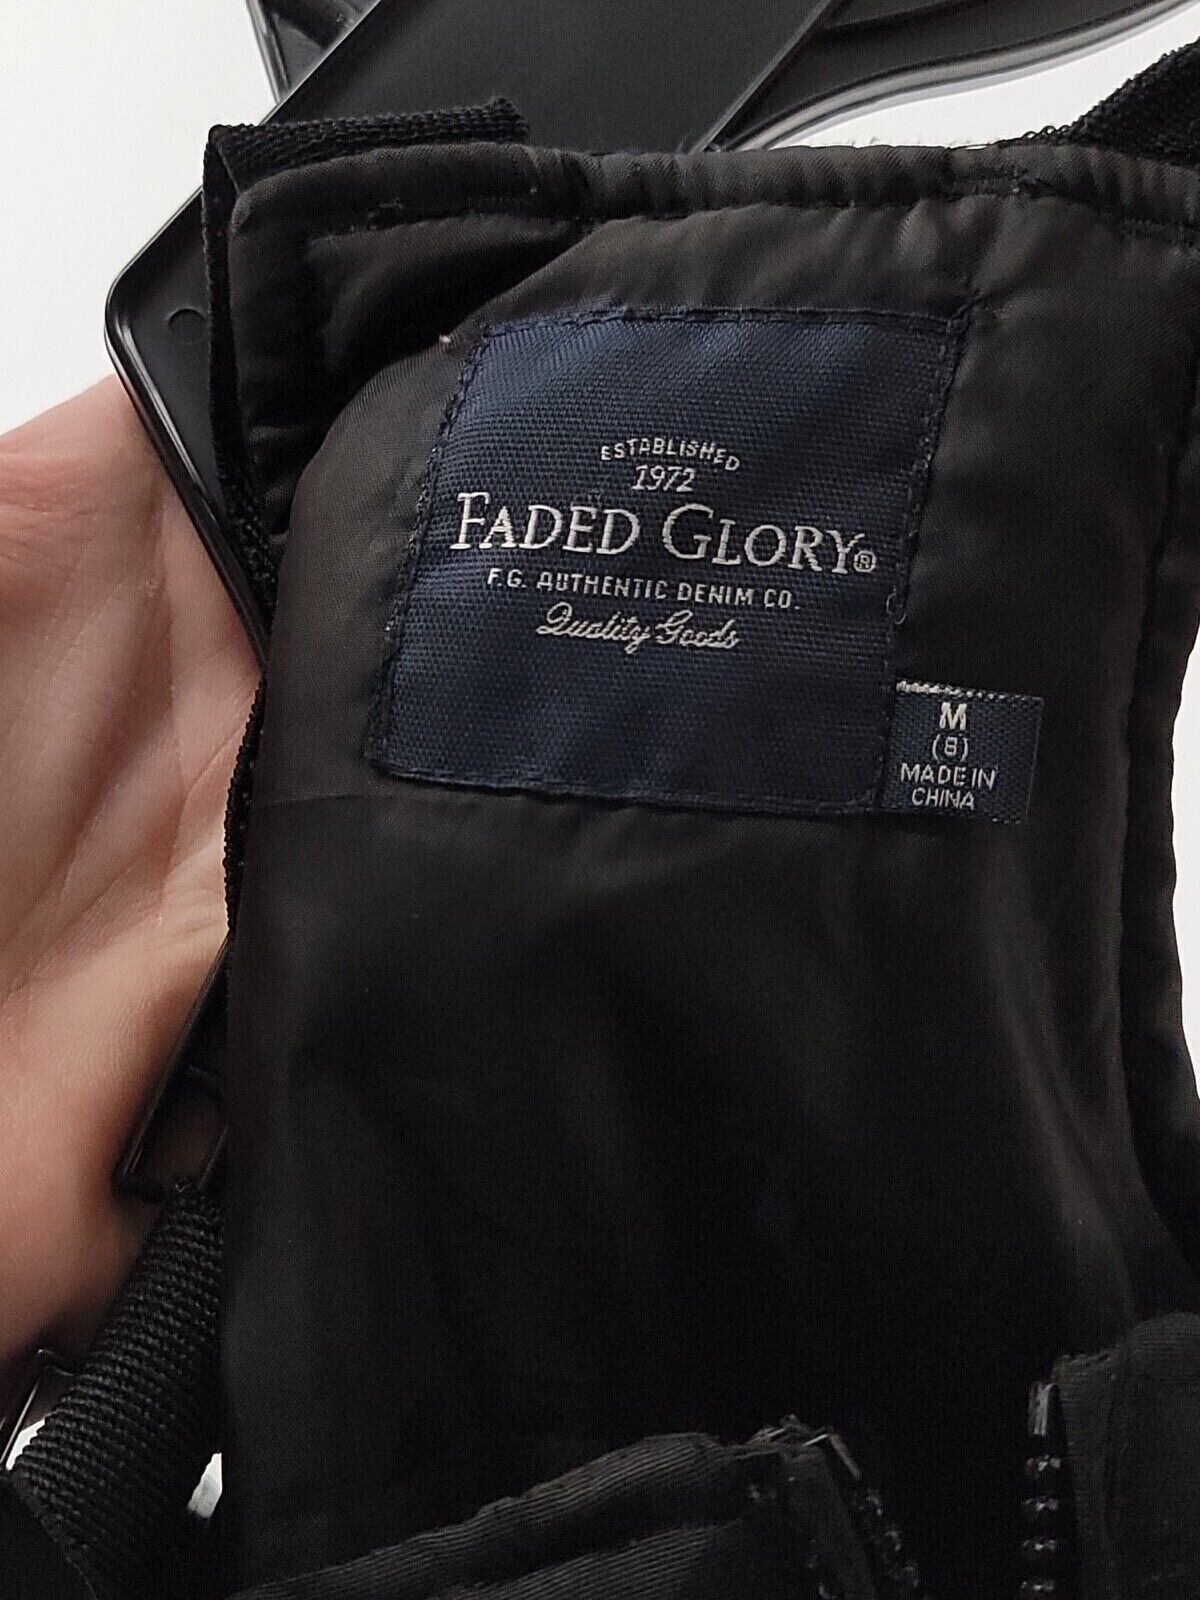 ESTABLISHED
1972
FADED GLORY®
F.G. AUTHENTIC DENIM CO.
Quality Goods
M
(8)
MADE IN
CHINA